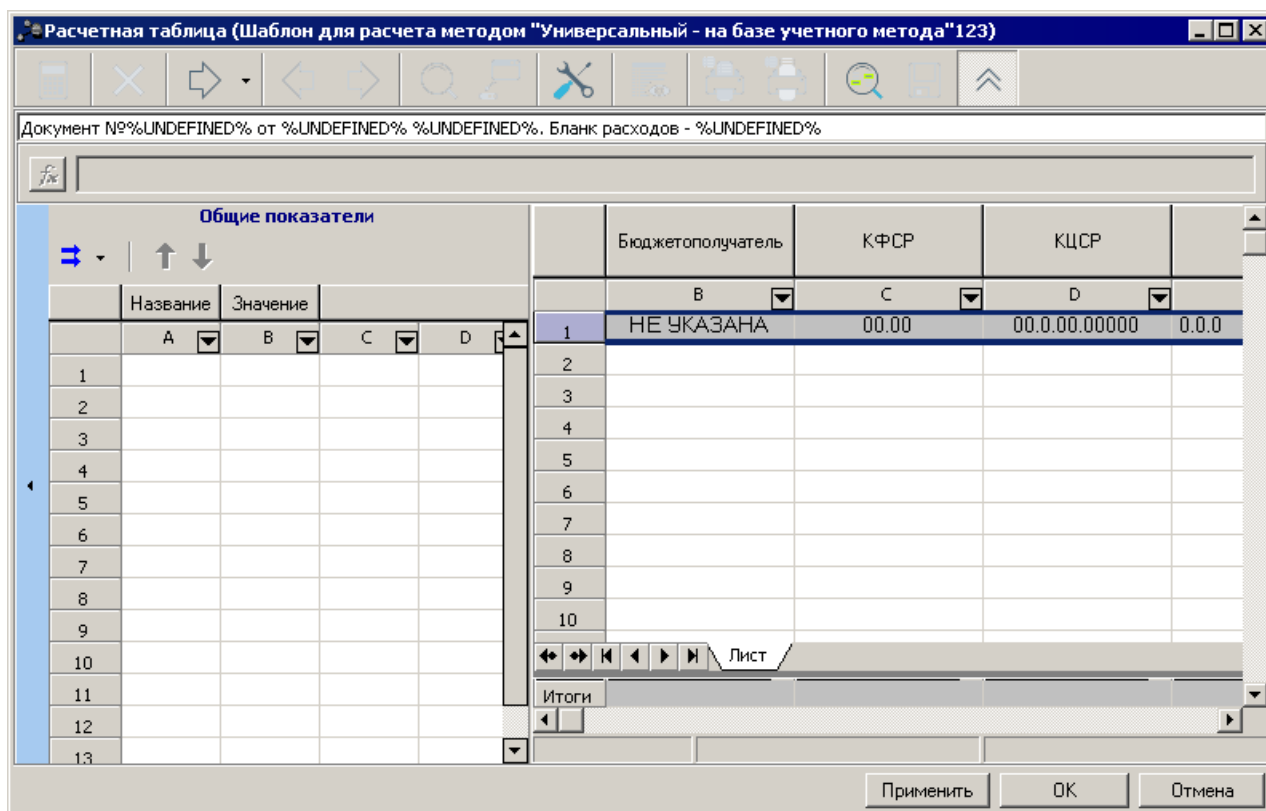 Расчетная таблица (Шаблон для расчета методом "Универсальный - на базе учетного метода"123)
Документ №%UNDEFINED% от %UNDEFINED% %UNDEFINED%. Бланк расходов - %UNDEFINED%
fx
Общие показатели
Название Значение
A B C D
1
2
3
4
5
6
7
8
9
10
11
12
13
Бюджетополучатель КФСР КЦСР
B C D
1 НЕ УКАЗАНА 00.00 00.0.00.00000 0.0.0
2
3
4
5
6
7
8
9
10
Лист
Итоги
Применить OK Отмена